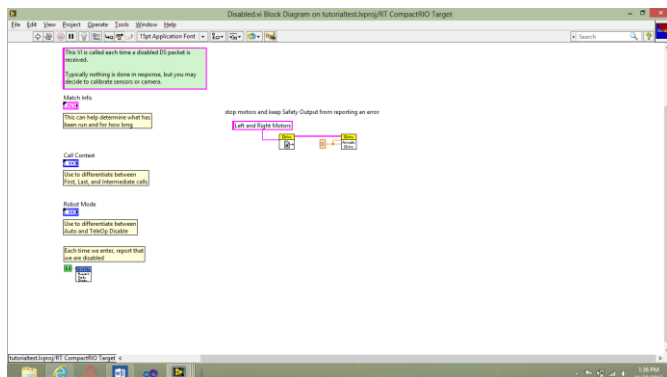 Disabled.vi Block Diagram on tutorialtest.lvproj/RT CompactRIO Target
File Edit View Project Operate Tools Window Help
15pt Application Font
Search
This VI is called each time a disabled DS packet is
received.
Typically nothing is done in response, but you may
decide to calibrate sensors or camera.
Match Info
This can help determine what has
been run and for how long
stop motors and keep Safety Output from reporting an error
Left and Right Motors
Call Context
Use to differentiate between
First, Last, and Intermediate calls
Robot Mode
Use to differentiate between
Auto and TeleOp Disable
Each time we enter, report that
we are disabled
tutorialtest.lvproj/RT CompactRIO Target
1:36 PM